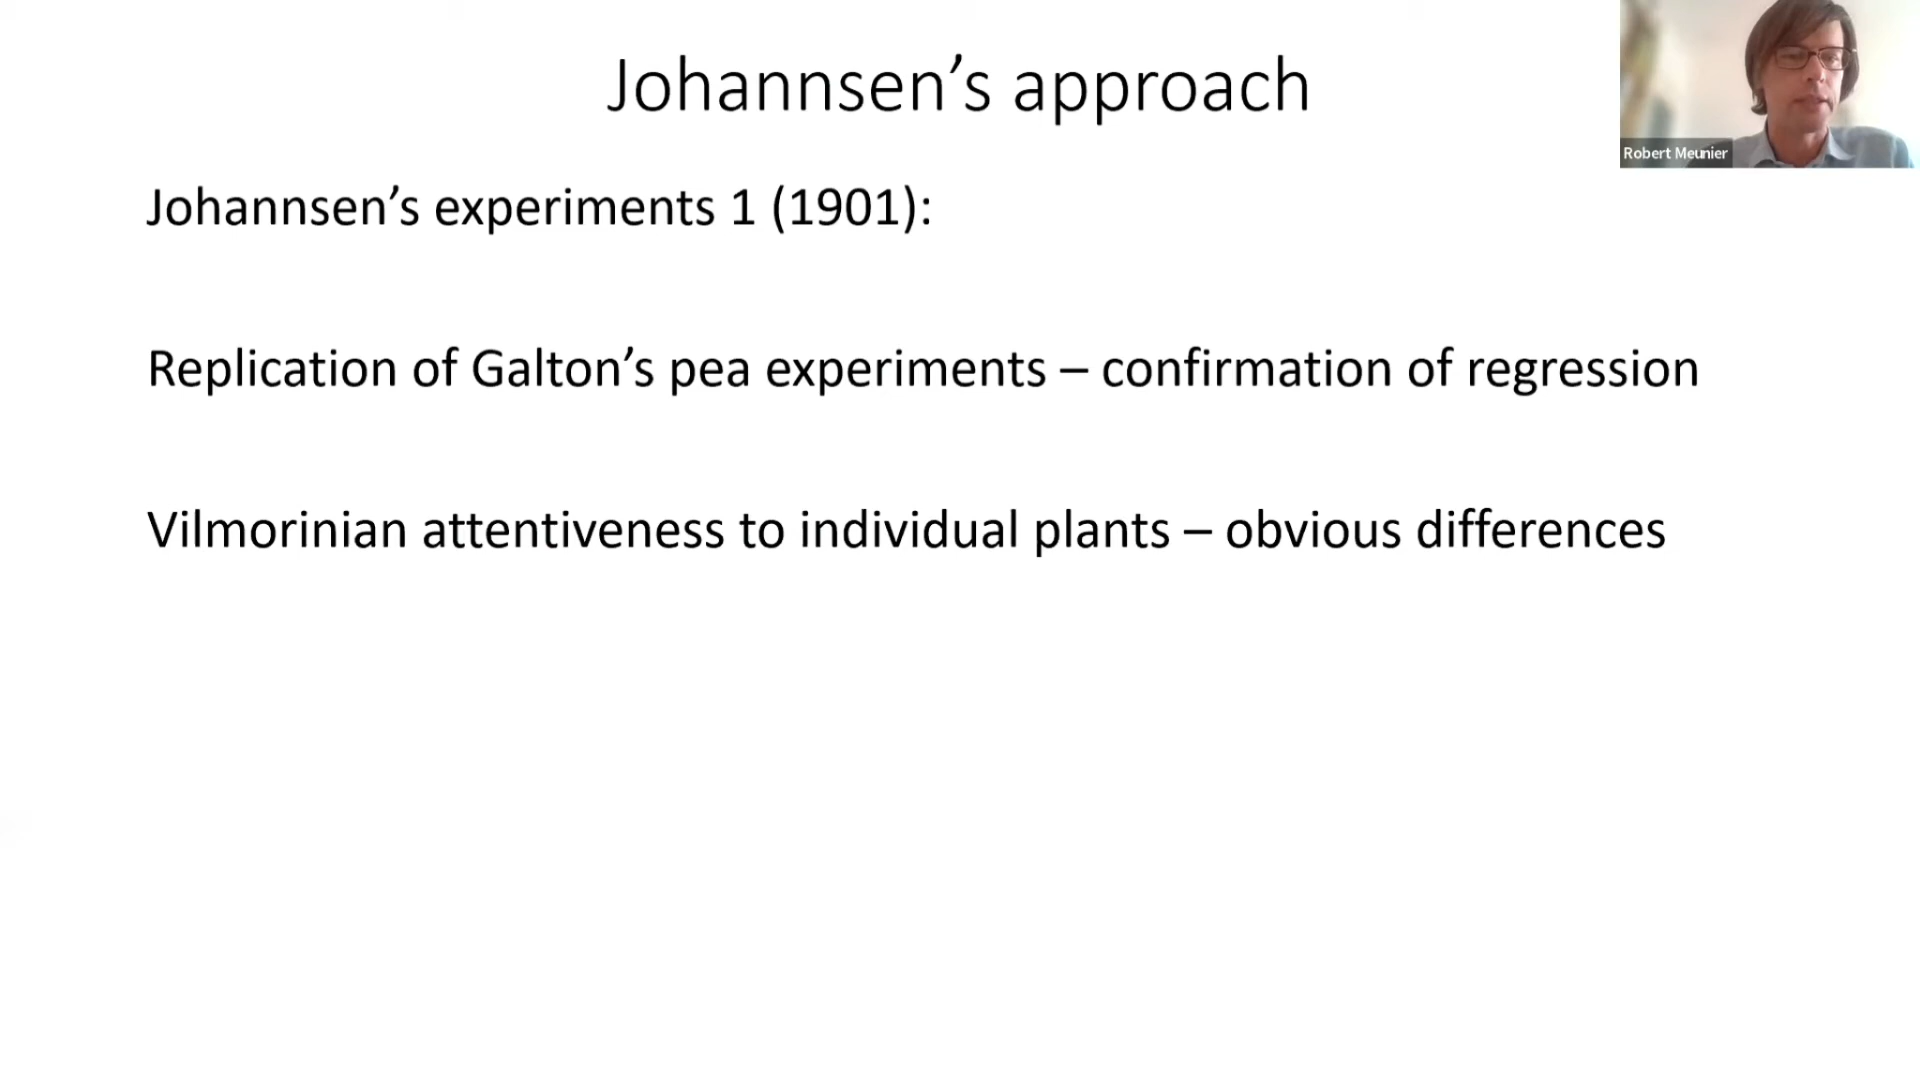 Johannsen’s approach
Robert Meunier
Johannsen’s experiments 1 (1901):
Replication of Galton’s pea experiments – confirmation of regression
Vilmorinian attentiveness to individual plants – obvious differences